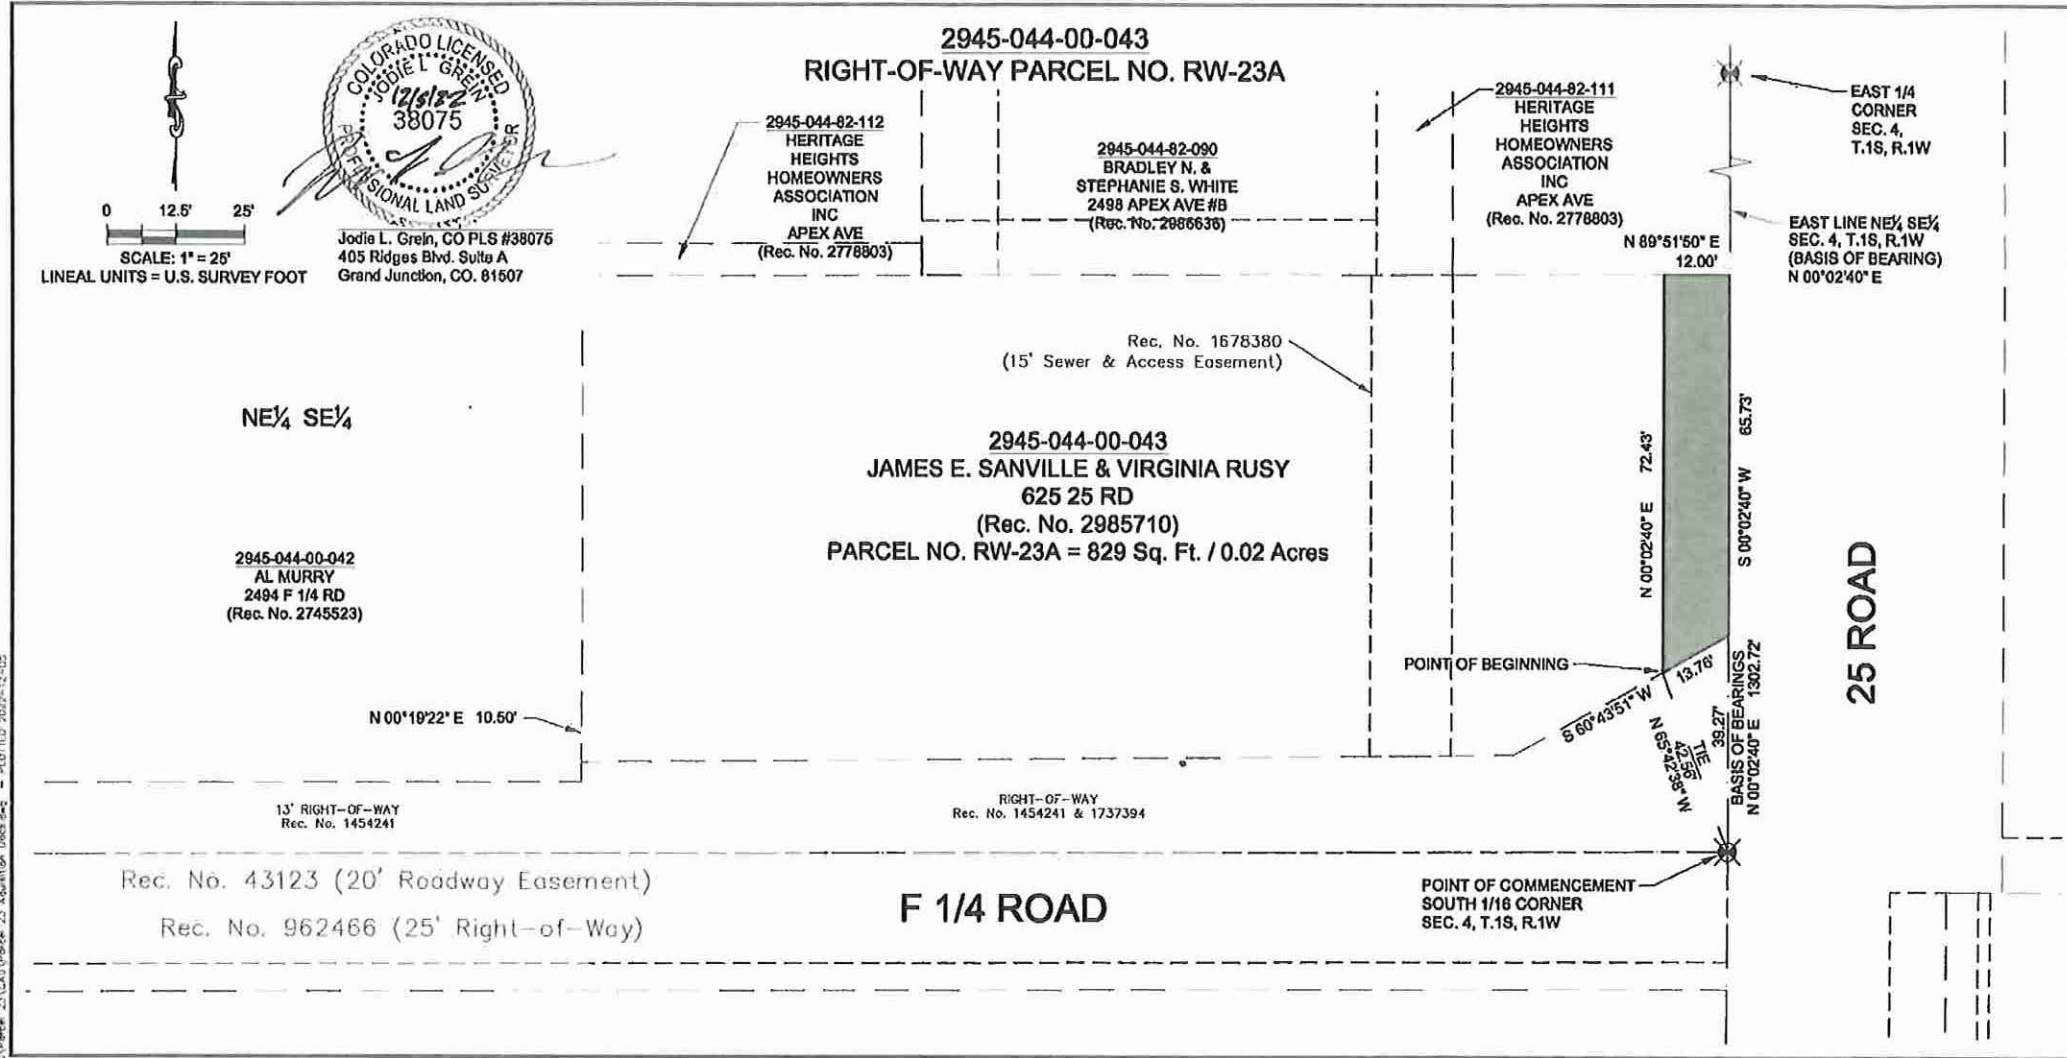 2945-044-00-043
RIGHT-OF-WAY PARCEL NO. RW-23A
COLORADO LICENSED
JODIE L GREIN
38075
PROFESSIONAL LAND SURVEYOR
Jodie L. Grein, CO PLS #38075
405 Ridges Blvd. Suite A
Grand Junction, CO. 81507
0 12.5' 25'
SCALE: 1" = 25'
LINEAL UNITS = U.S. SURVEY FOOT
2945-044-82-112
HERITAGE
HEIGHTS
HOMEOWNERS
ASSOCIATION
INC
APEX AVE
(Rec. No. 2778803)
2945-044-82-090
BRADLEY N. &
STEPHANIE S. WHITE
2498 APEX AVE #B
(Rec. No. 2986636)
2945-044-82-111
HERITAGE
HEIGHTS
HOMEOWNERS
ASSOCIATION
INC
APEX AVE
(Rec. No. 2778803)
EAST 1/4
CORNER
SEC. 4,
T.1S, R.1W
EAST LINE NE¼ SE¼
SEC. 4, T.1S, R.1W
(BASIS OF BEARING)
N 00°02'40" E
N 89°51'50" E
12.00'
Rec. No. 1678380
(15' Sewer & Access Easement)
NE¼ SE¼
2945-044-00-043
JAMES E. SANVILLE & VIRGINIA RUSY
625 25 RD
(Rec. No. 2985710)
PARCEL NO. RW-23A = 829 Sq. Ft. / 0.02 Acres
N 00°02'40" E 72.43'
S 00°02'40" W 65.73'
2945-044-00-042
AL MURRY
2494 F 1/4 RD
(Rec. No. 2745523)
25 ROAD
POINT OF BEGINNING
13.76'
S 60°43'51" W
N 00°19'22" E 10.50'
TIE
42.56'
N 65°42'38" W
39.27'
BASIS OF BEARINGS
N 00°02'40" E 1302.72'
13' RIGHT-OF-WAY
Rec. No. 1454241
RIGHT-OF-WAY
Rec. No. 1454241 & 1737394
Rec. No. 43123 (20' Roadway Easement)
Rec. No. 962466 (25' Right-of-Way)
F 1/4 ROAD
POINT OF COMMENCEMENT
SOUTH 1/16 CORNER
SEC. 4, T.1S, R.1W